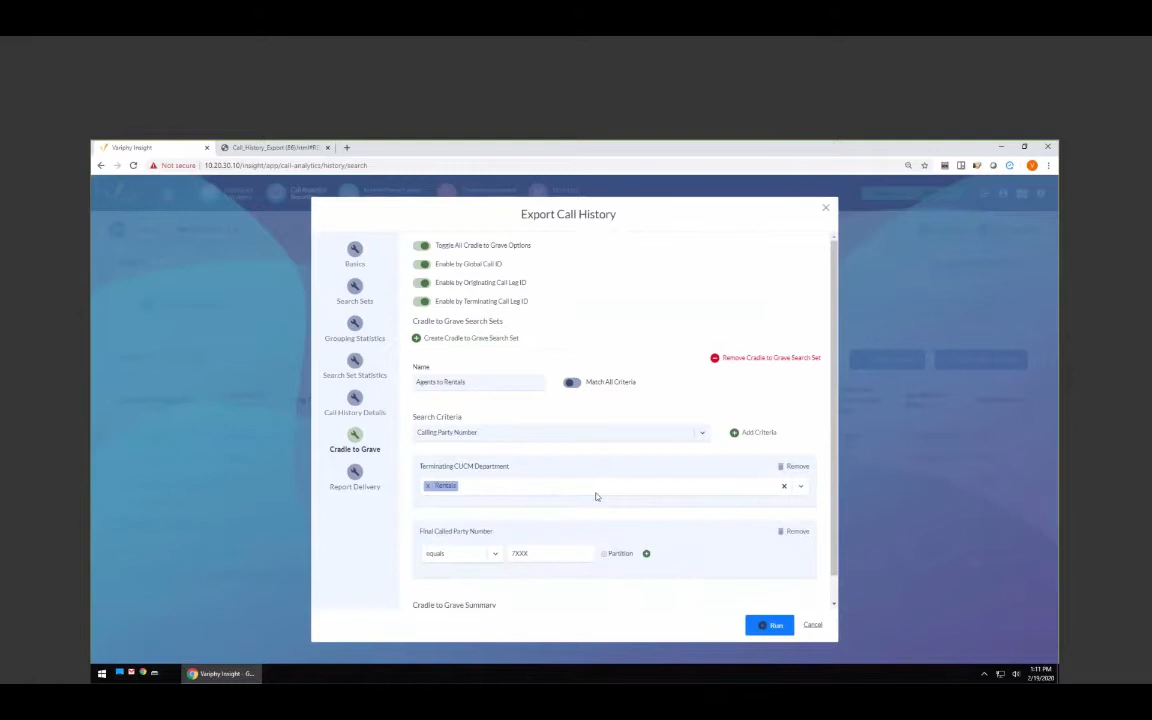 Variphy Insight
Call_History_Export (86).html#R
Not secure
10.20.30.10/insight/app/call-analytics/history/search
Export Call History
Toggle All Cradle to Grave Options
Basics
Enable by Global Call ID
Enable by Originating Call Leg ID
Search Sets
Enable by Terminating Call Leg ID
Cradle to Grave Search Sets
Grouping Statistics
Create Cradle to Grave Search Set
Remove Cradle to Grave Search Set
Name
Search Set Statistics
Agents to Rentals
Match All Criteria
Call History Details
Search Criteria
Calling Party Number
Add Criteria
Cradle to Grave
Terminating CUCM Department
Remove
Report Delivery
x Rentals
Final Called Party Number
Remove
equals
7XXX
Partition
Cradle to Grave Summary
Run
Cancel
Variphy Insight - G...
1:11 PM
2/19/2020